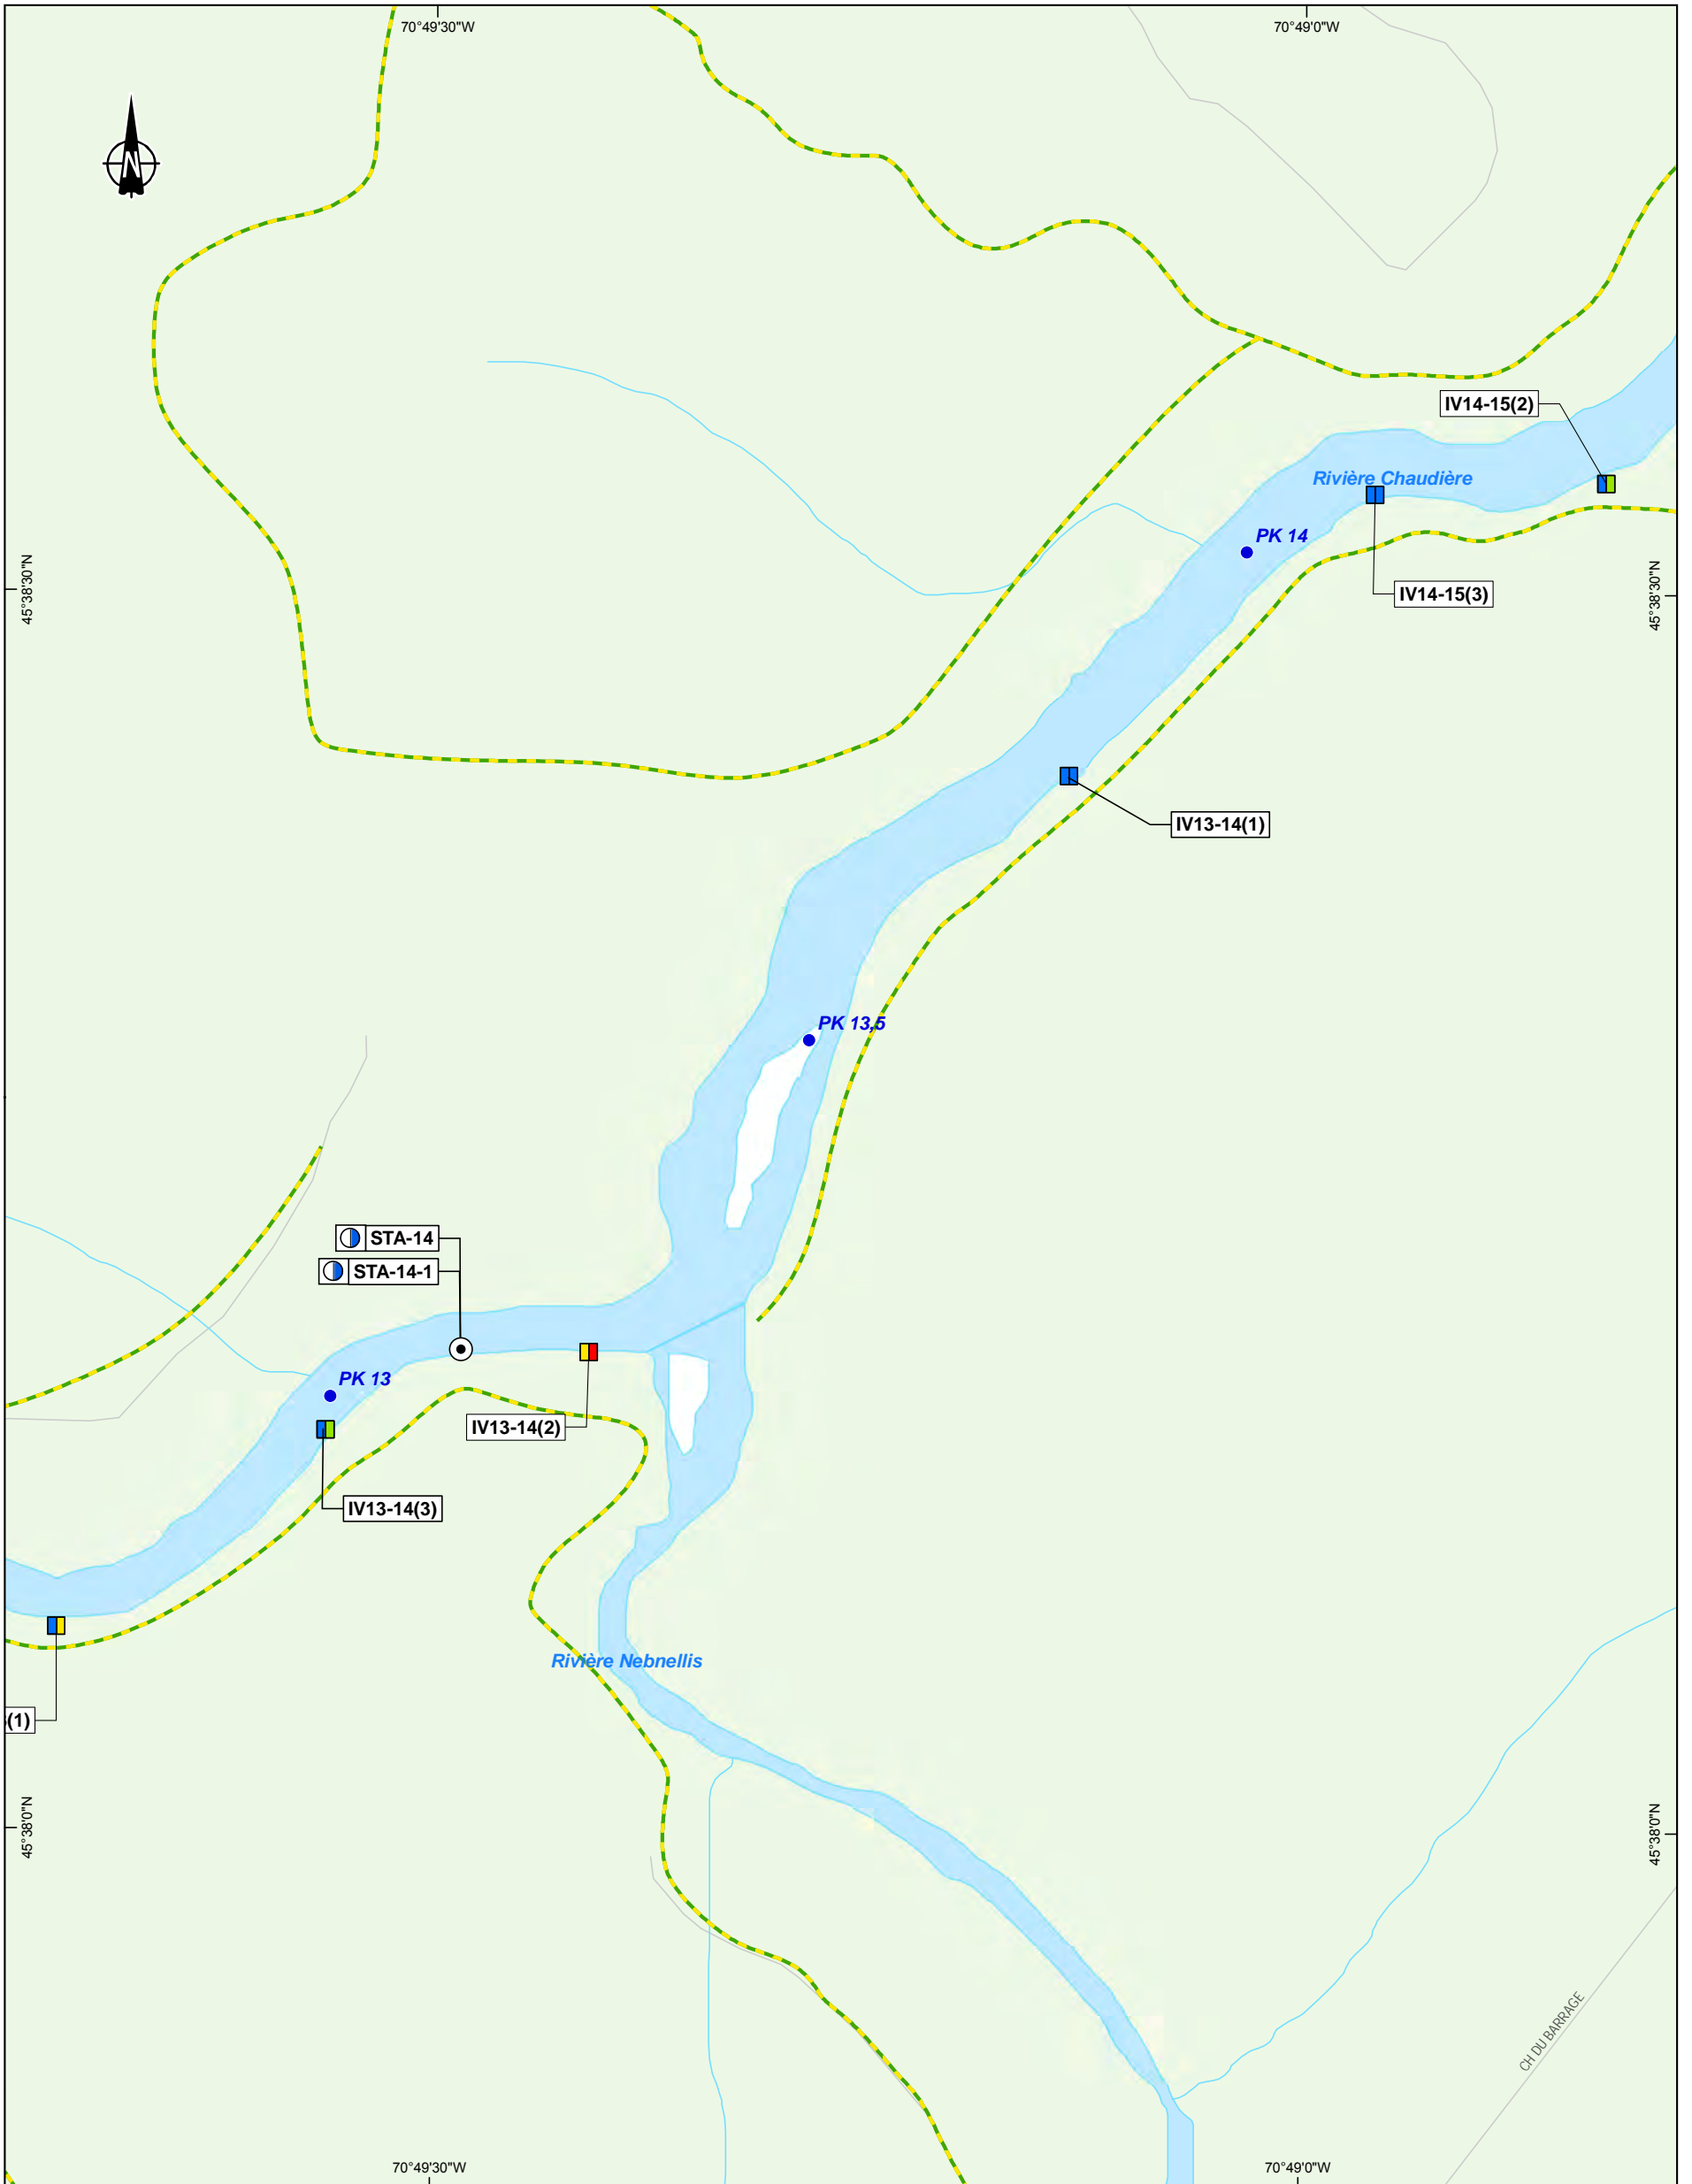 70°49'30"W
70°49'0"W
N
IV14-15(2)
Rivière Chaudière
PK 14
45°38'30"N
45°38'30"N
IV14-15(3)
IV13-14(1)
PK 13,5
STA-14
STA-14-1
PK 13
IV13-14(2)
IV13-14(3)
Rivière Nebnellis
(1)
45°38'0"N
45°38'0"N
CH DU BARRAGE
70°49'30"W
70°49'0"W